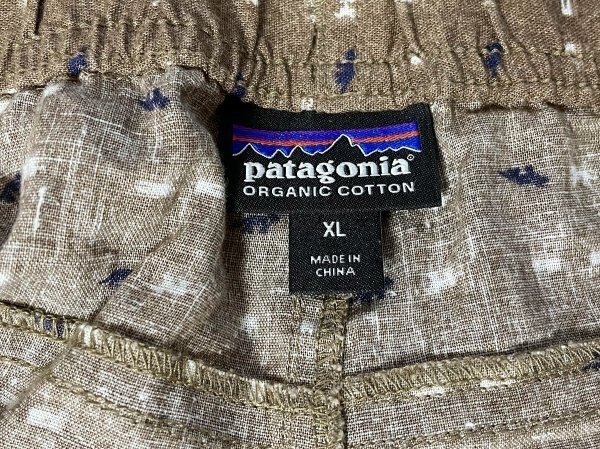 patagonia®
ORGANIC COTTON
XL
MADE IN
CHINA